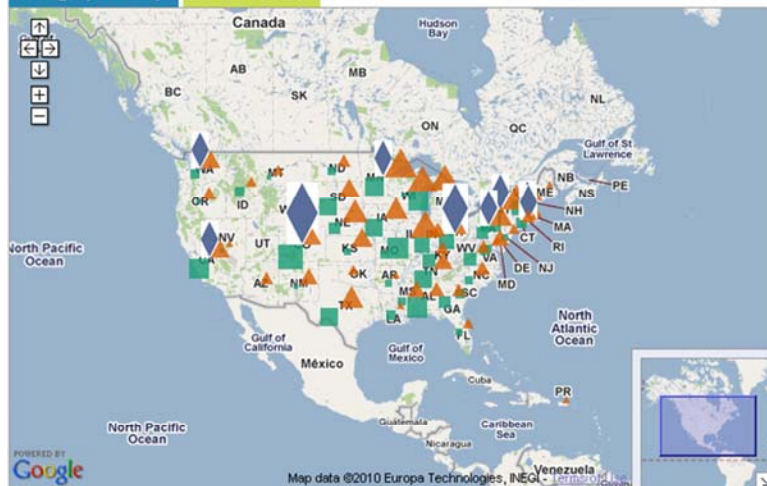 Canada
Hudson
Bay
AB
MB
BC
SK
NL
ON
QC
Gulf of St
Lawrence
NB
PE
NS
ME
WA
MT
ND
OR
ID
SD
WI
NH
MA
NE
IA
NV
UT
KS
MO
KY
WV
VA
CT
RI
NJ
DE
MD
North Pacific
Ocean
CA
AZ
NM
OK
AR
TN
NC
SC
MS
AL
GA
TX
LA
FL
North
Atlantic
Ocean
Gulf of
California
México
Gulf of
Mexico
Cuba
PR
North Pacific
Ocean
Guatemala
Caribbean
Sea
Nicaragua
Venezuela
POWERED BY
Google
Map data ©2010 Europa Technologies, INEGI - Terms of Use